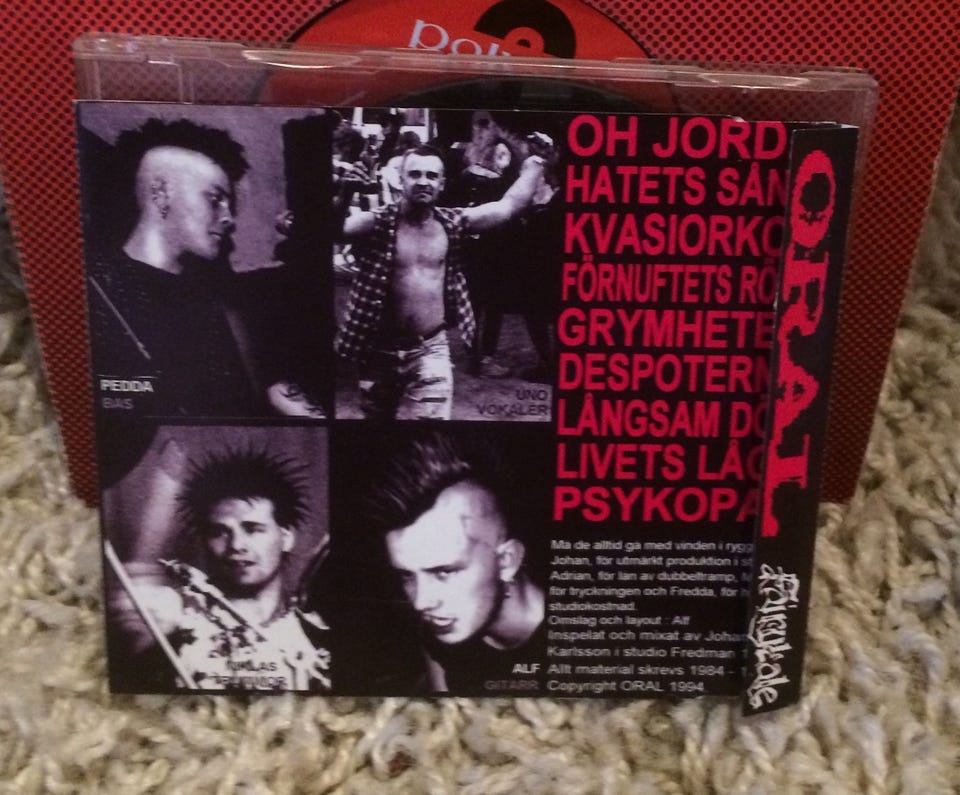 PEDDA
BAS
UNO
VOKALER
NIKLAS
ALF
GITARR
OH JORD
HATETS SÅN
KVASIORKO
FÖRNUFTETS RÖ
GRYMHETE
DESPOTERN
LÅNGSAM DÖ
LIVETS LÅG
PSYKOPA
Må de alltid gå med vinden i rygg
Johan, för utmärkt produktion i st
Adrian, för lån av dubbeltramp, M
för tryckningen och Fredda, för h
studiokostnad.
Omslag och layout : Alf
Inspelat och mixat av Johan
Karlsson i studio Fredman 1
Allt material skrevs 1984 - 1
Copyright ORAL 1994
ORAL